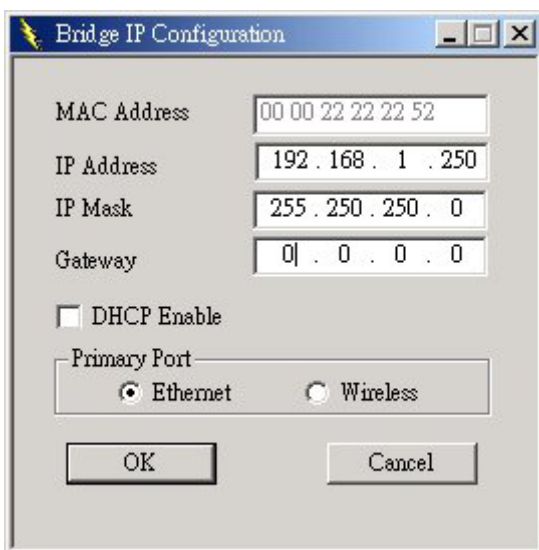 Bridge IP Configuration
MAC Address 00 00 22 22 22 52
IP Address 192 . 168 . 1 . 250
IP Mask 255 . 250 . 250 . 0
Gateway 0 . 0 . 0 . 0
DHCP Enable
Primary Port
Ethernet Wireless
OK Cancel